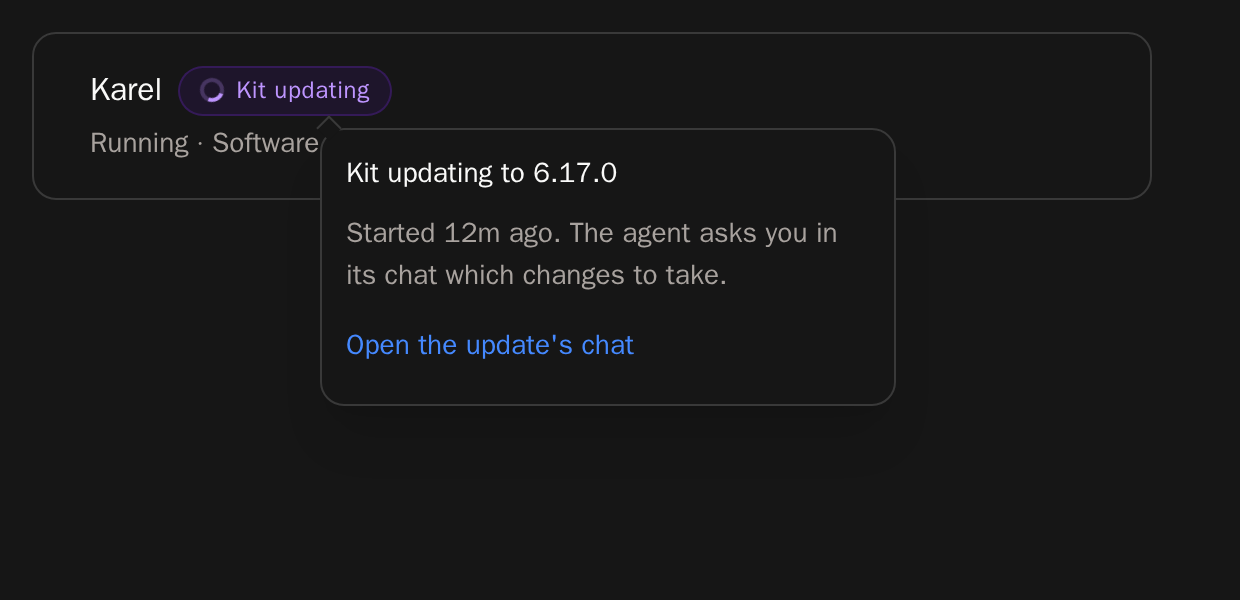 Karel
Kit updating
Running · Software
Kit updating to 6.17.0
Started 12m ago. The agent asks you in
its chat which changes to take.
Open the update's chat